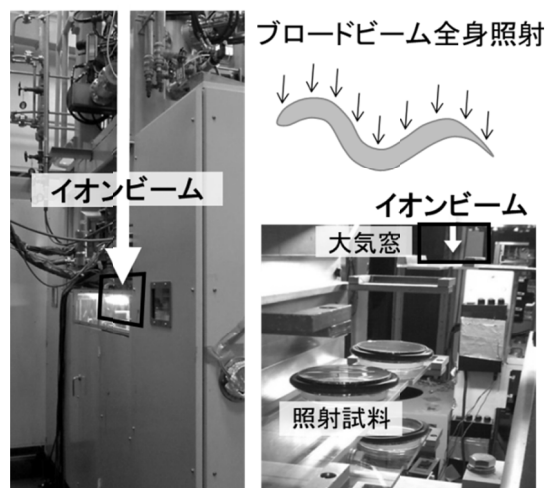 ブロードビーム全身照射
イオンビーム
イオンビーム
大気窓
照射試料